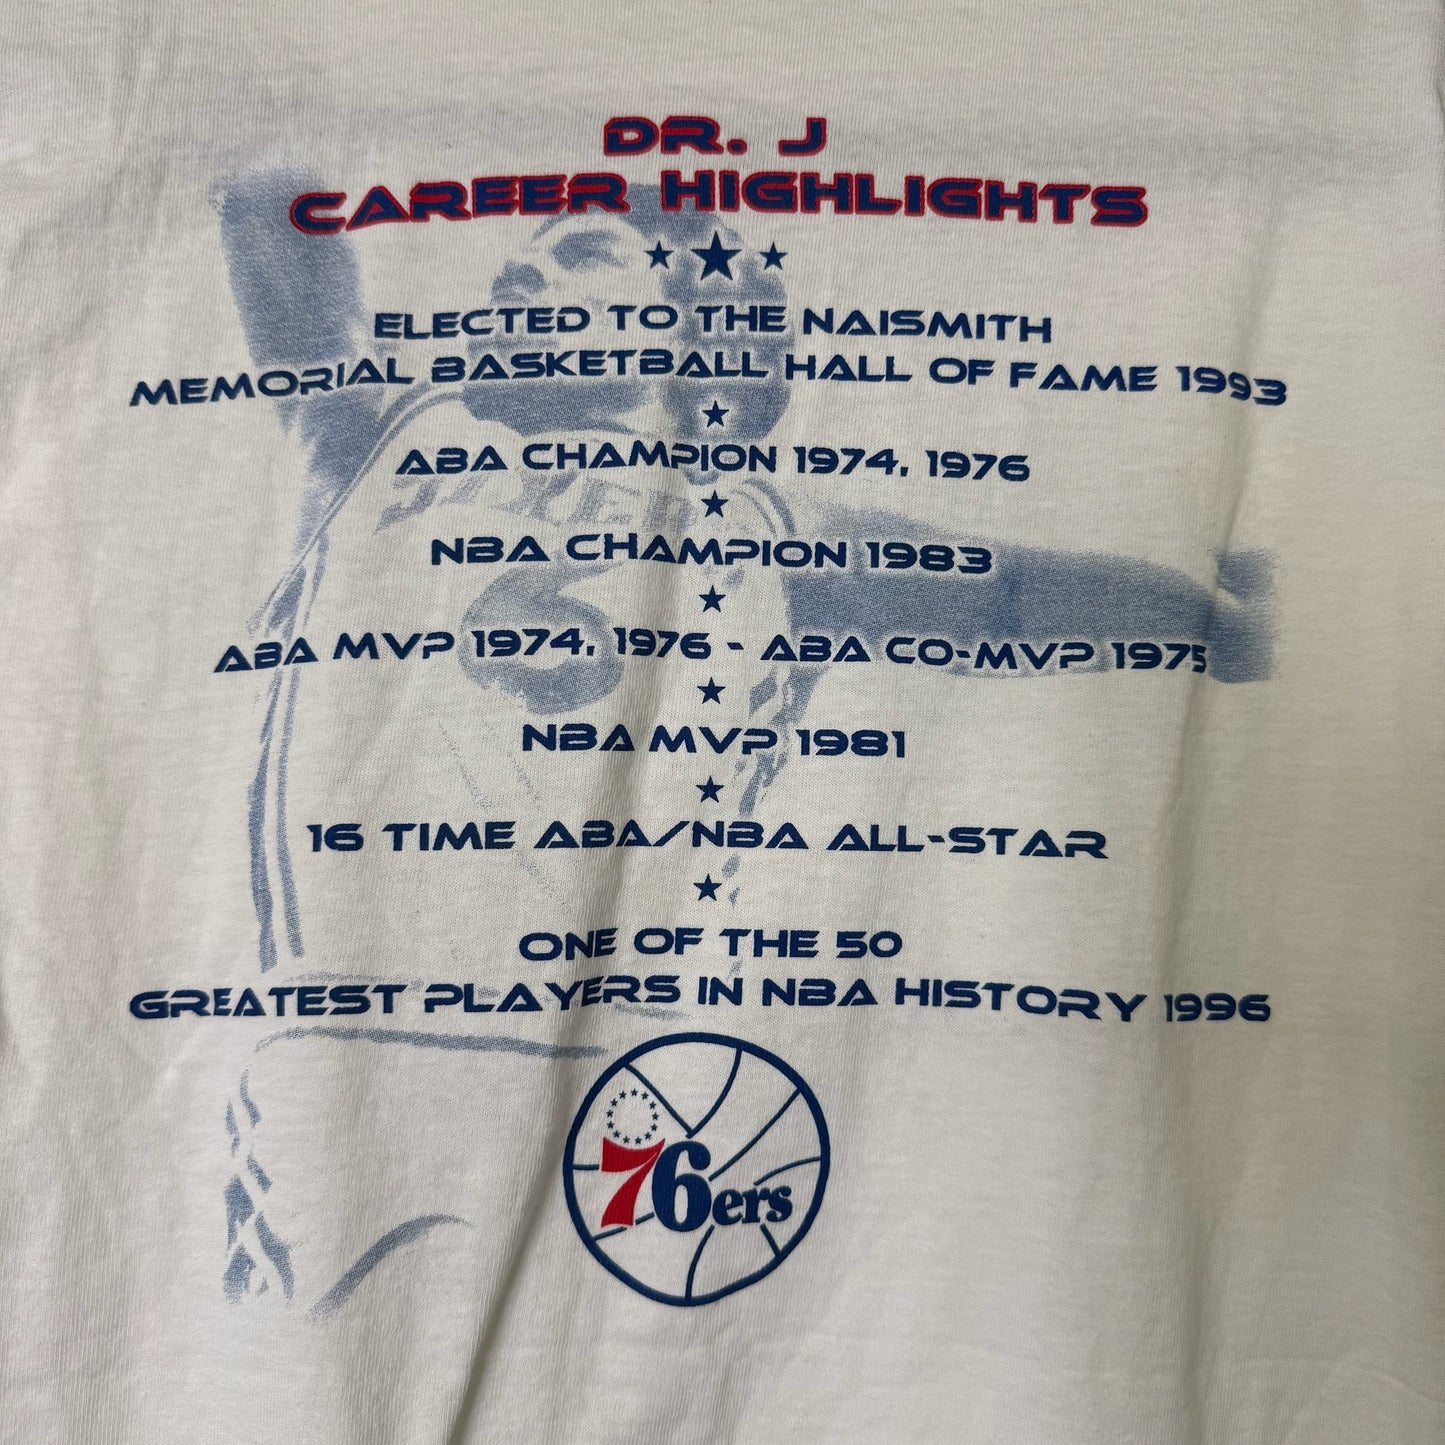 DR. J
CAREER HIGHLIGHTS
ELECTED TO THE NAISMITH
MEMORIAL BASKETBALL HALL OF FAME 1993
ABA CHAMPION 1974, 1976
SIXERS
NBA CHAMPION 1983
6
ABA MVP 1974, 1976 - ABA CO-MVP 1975
NBA MVP 1981
16 TIME ABA/NBA ALL-STAR
ONE OF THE 50
GREATEST PLAYERS IN NBA HISTORY 1996
76ers